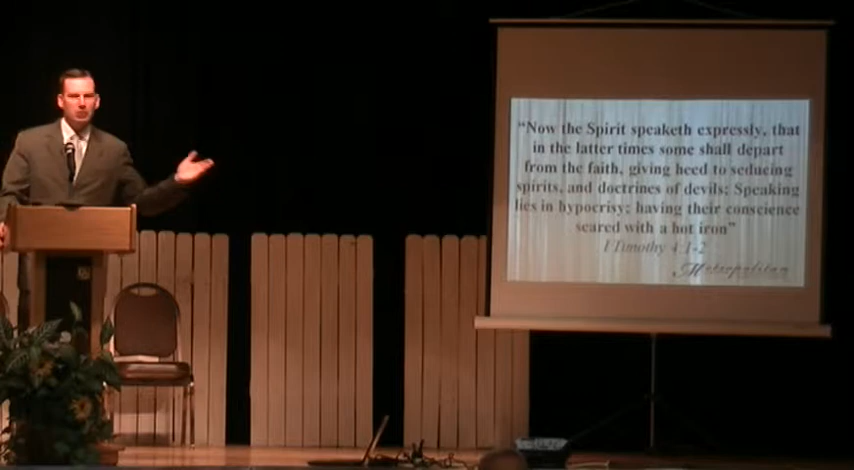 "Now the Spirit speaketh expressly, that
in the latter times some shall depart
from the faith, giving heed to seducing
spirits, and doctrines of devils; Speaking
lies in hypocrisy; having their conscience
seared with a hot iron"
I Timothy 4:1-2
Metropolitan